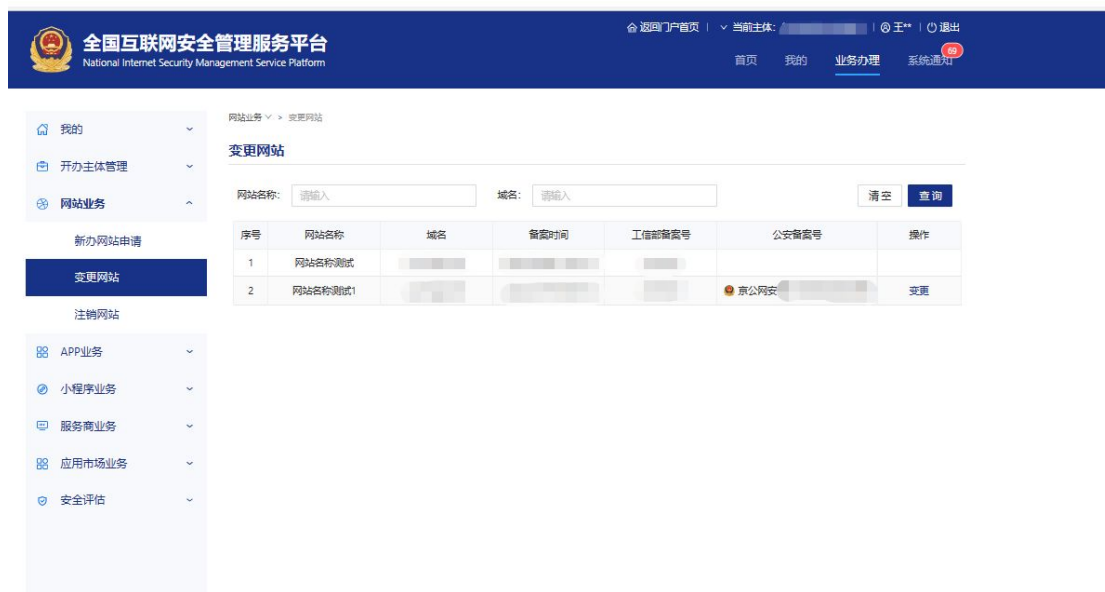 返回门户首页 | 当前主体: | 王** | 退出
全国互联网安全管理服务平台
National Internet Security Management Service Platform
首页 我的 业务办理 系统通知 69
网站业务 > 变更网站
变更网站
我的
开办主体管理
网站业务
新办网站申请
变更网站
注销网站
APP业务
小程序业务
服务商业务
应用市场业务
安全评估
网站名称: 请输入 域名: 请输入 清空 查询
序号 网站名称 域名 备案时间 工信部备案号 公安备案号 操作
1 网站名称测试
2 网站名称测试1 京公网安 变更